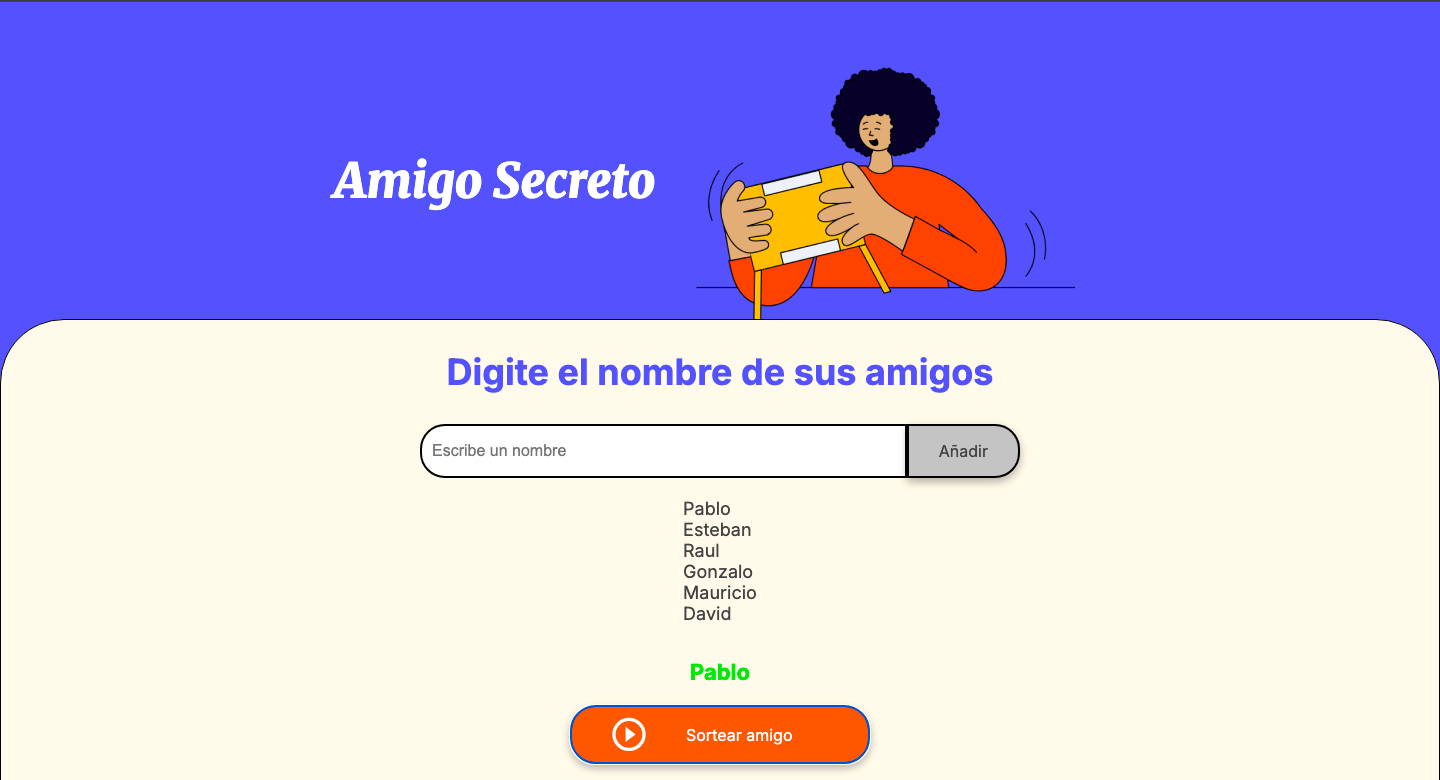 Amigo Secreto
Digite el nombre de sus amigos
Escribe un nombre
Añadir
Pablo
Esteban
Raul
Gonzalo
Mauricio
David
Pablo
Sortear amigo